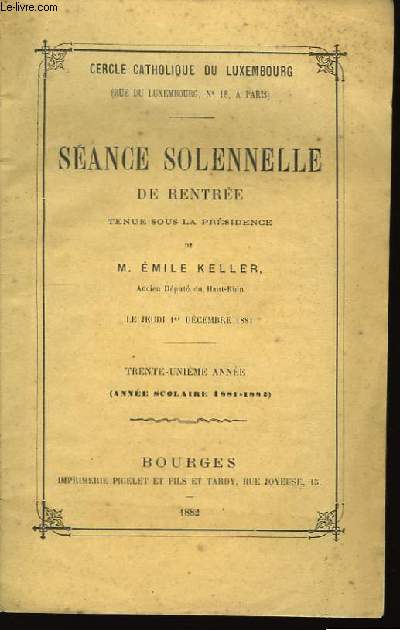 Le-livre.com
CERCLE CATHOLIQUE DU LUXEMBOURG
(RUE DU LUXEMBOURG, N° 18, A PARIS)
SÉANCE SOLENNELLE
DE RENTRÉE
TENUE SOUS LA PRÉSIDENCE
DE
M. ÉMILE KELLER,
Ancien Député du Haut-Rhin
LE JEUDI 1er DÉCEMBRE 1881
TRENTE-UNIÈME ANNÉE
(ANNÉE SCOLAIRE 1881-1882)
BOURGES
IMPRIMERIE PIGELET ET FILS ET TARDY, RUE JOYEUSE, 15
1882